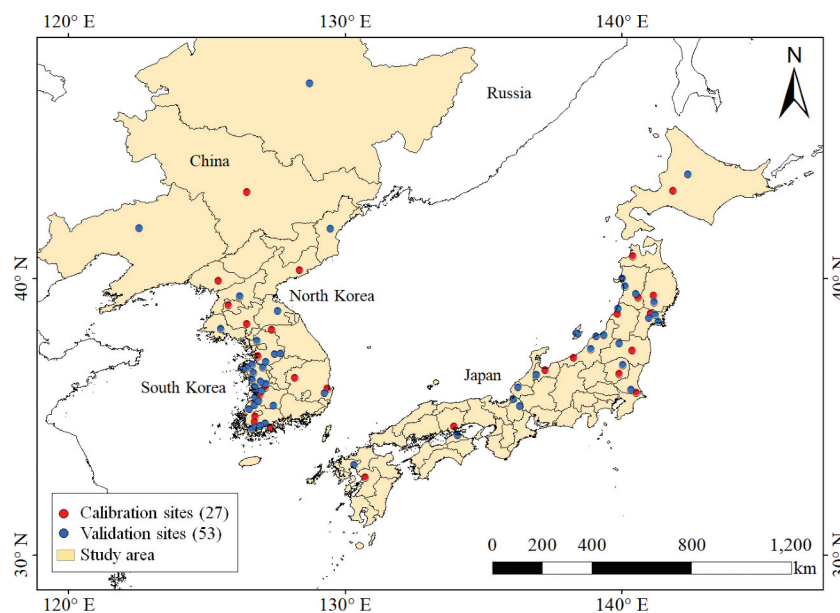 120° E 130° E 140° E
N
Russia
China
40° N 40° N
North Korea
South Korea
Japan
Calibration sites (27)
Validation sites (53)
Study area
30° N 30° N
0 200 400 800 1,200
km
120° E 130° E 140° E